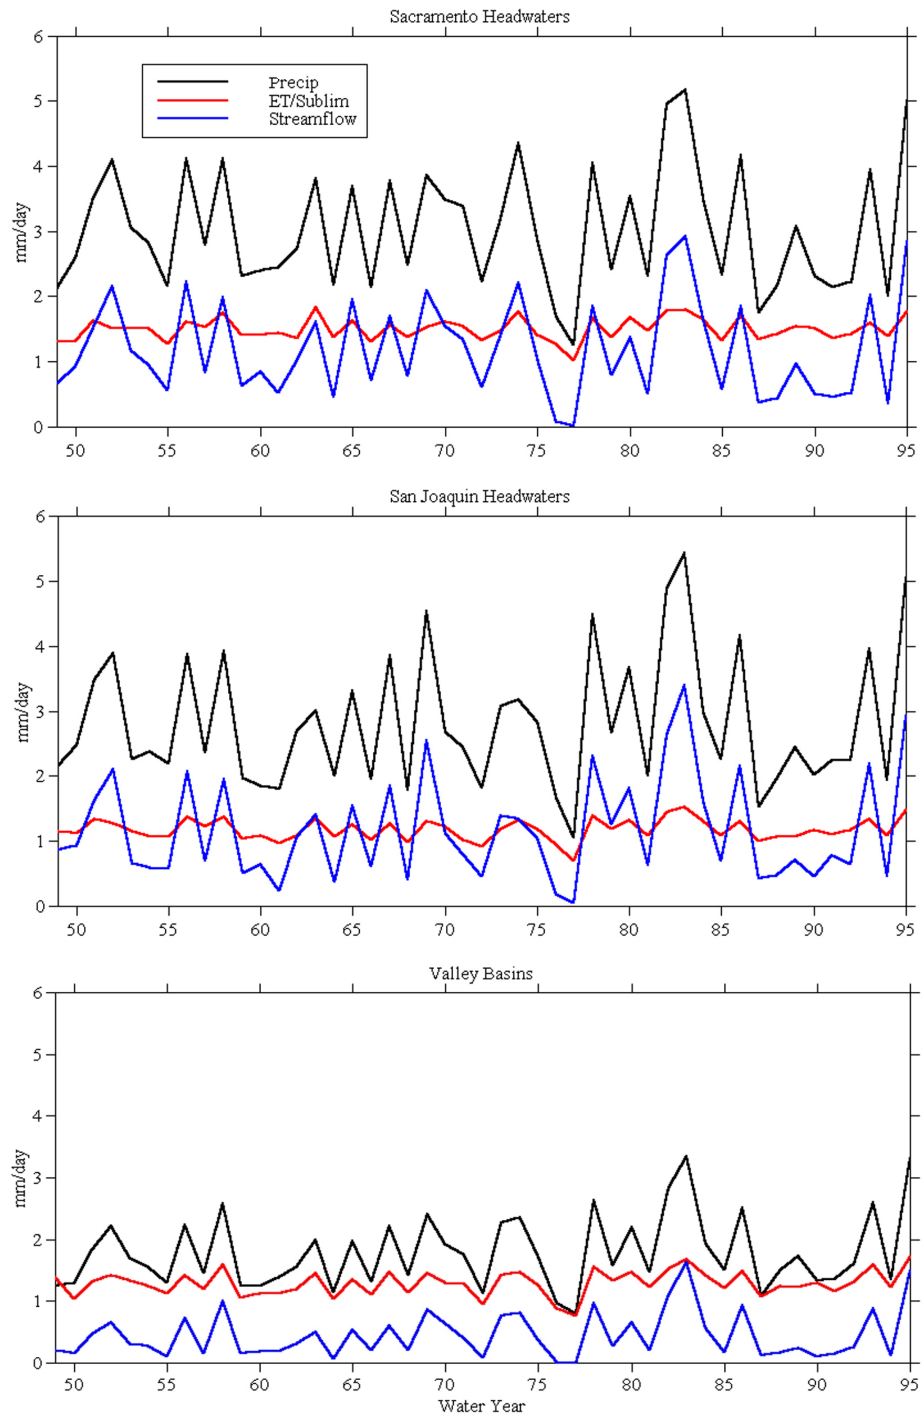 Sacramento Headwaters
6
Precip
ET/Sublim
Streamflow
5
4
3
2
1
0
mm/day
50 55 60 65 70 75 80 85 90 95
San Joaquin Headwaters
6
5
4
3
2
1
0
mm/day
50 55 60 65 70 75 80 85 90 95
Valley Basins
6
5
4
3
2
1
0
mm/day
50 55 60 65 70 75 80 85 90 95
Water Year